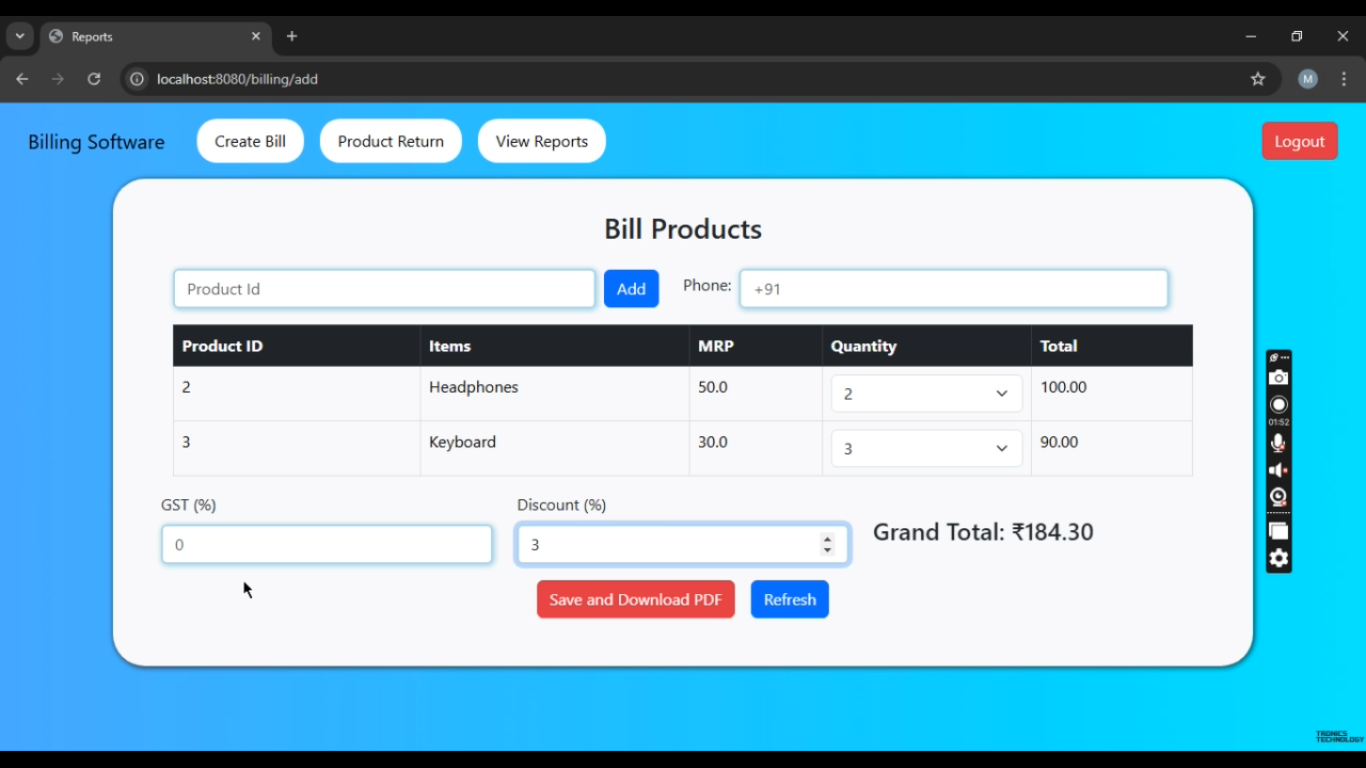 Reports
localhost:8080/billing/add
M
Billing Software
Create Bill
Product Return
View Reports
Logout
Bill Products
Product Id
Add
Phone:
+91
Product ID Items MRP Quantity Total
2 Headphones 50.0 2 100.00
3 Keyboard 30.0 3 90.00
GST (%)
Discount (%)
0
3
Grand Total: ₹184.30
Save and Download PDF
Refresh
01:52
TRONICS
TECHNOLOGY